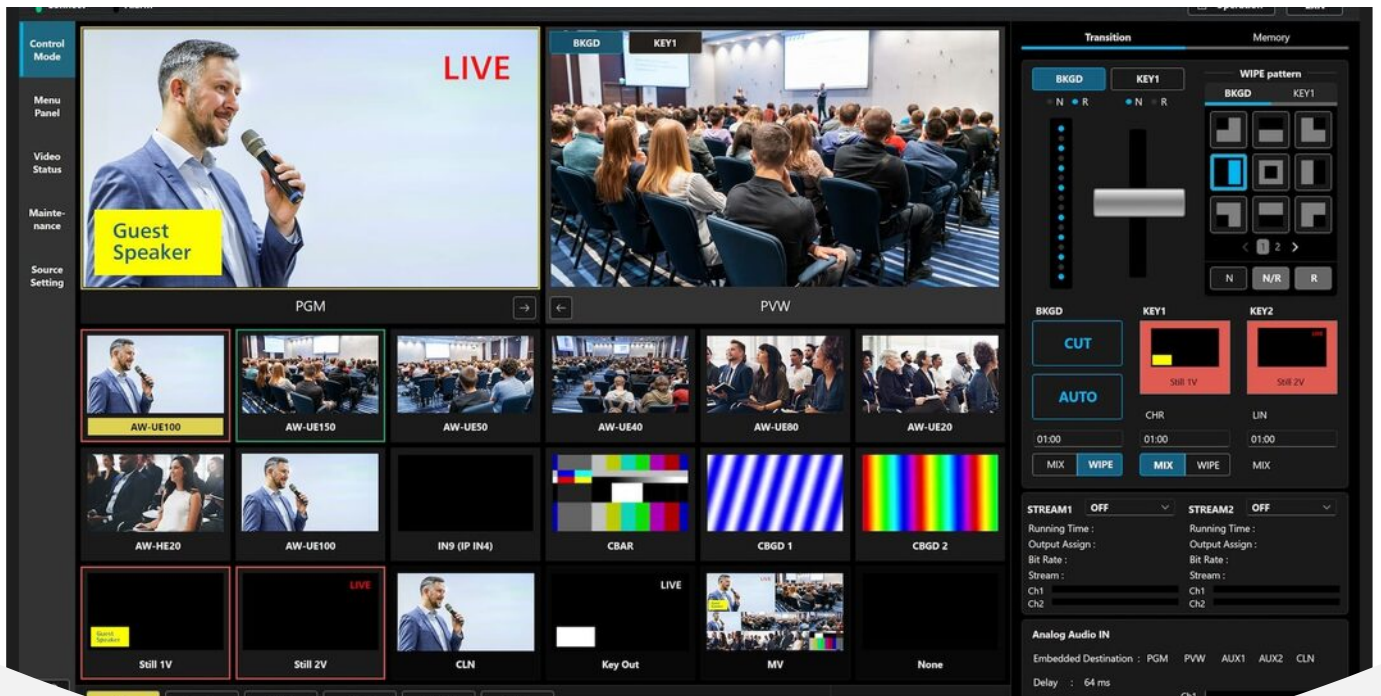 Control
Mode
Menu
Panel
Video
Status
Mainte-
nance
Source
Setting
LIVE
Guest
Speaker
PGM
→
BKGD KEY1
←
PVW
AW-UE100
AW-UE150
AW-UE50
AW-UE40
AW-UE80
AW-UE20
AW-HE20
AW-UE100
IN9 (IP IN4)
CBAR
CBGD 1
CBGD 2
Guest
Speaker
Still 1V
LIVE
Still 2V
CLN
LIVE
Key Out
MV
None
Transition Memory
BKGD KEY1
N R N R
WIPE pattern
BKGD KEY1
< 1 2 >
N N/R R
BKGD KEY1 KEY2
CUT
AUTO
Still 1V
LIVE
Still 2V
CHR LIN
01:00 01:00 01:00
MIX WIPE MIX WIPE MIX
STREAM1 OFF STREAM2 OFF
Running Time : Running Time :
Output Assign : Output Assign :
Bit Rate : Bit Rate :
Stream : Stream :
Ch1 Ch1
Ch2 Ch2
Analog Audio IN
Embedded Destination : PGM PVW AUX1 AUX2 CLN
Delay : 64 ms
Ch1